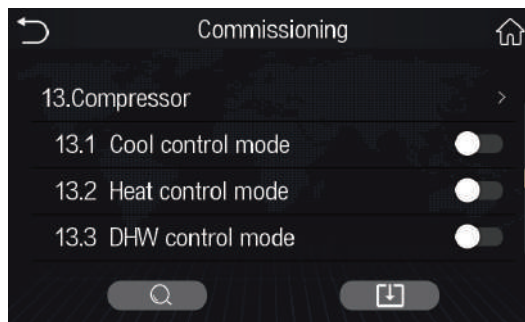 Commissioning
13.Compressor
13.1 Cool control mode
13.2 Heat control mode
13.3 DHW control mode